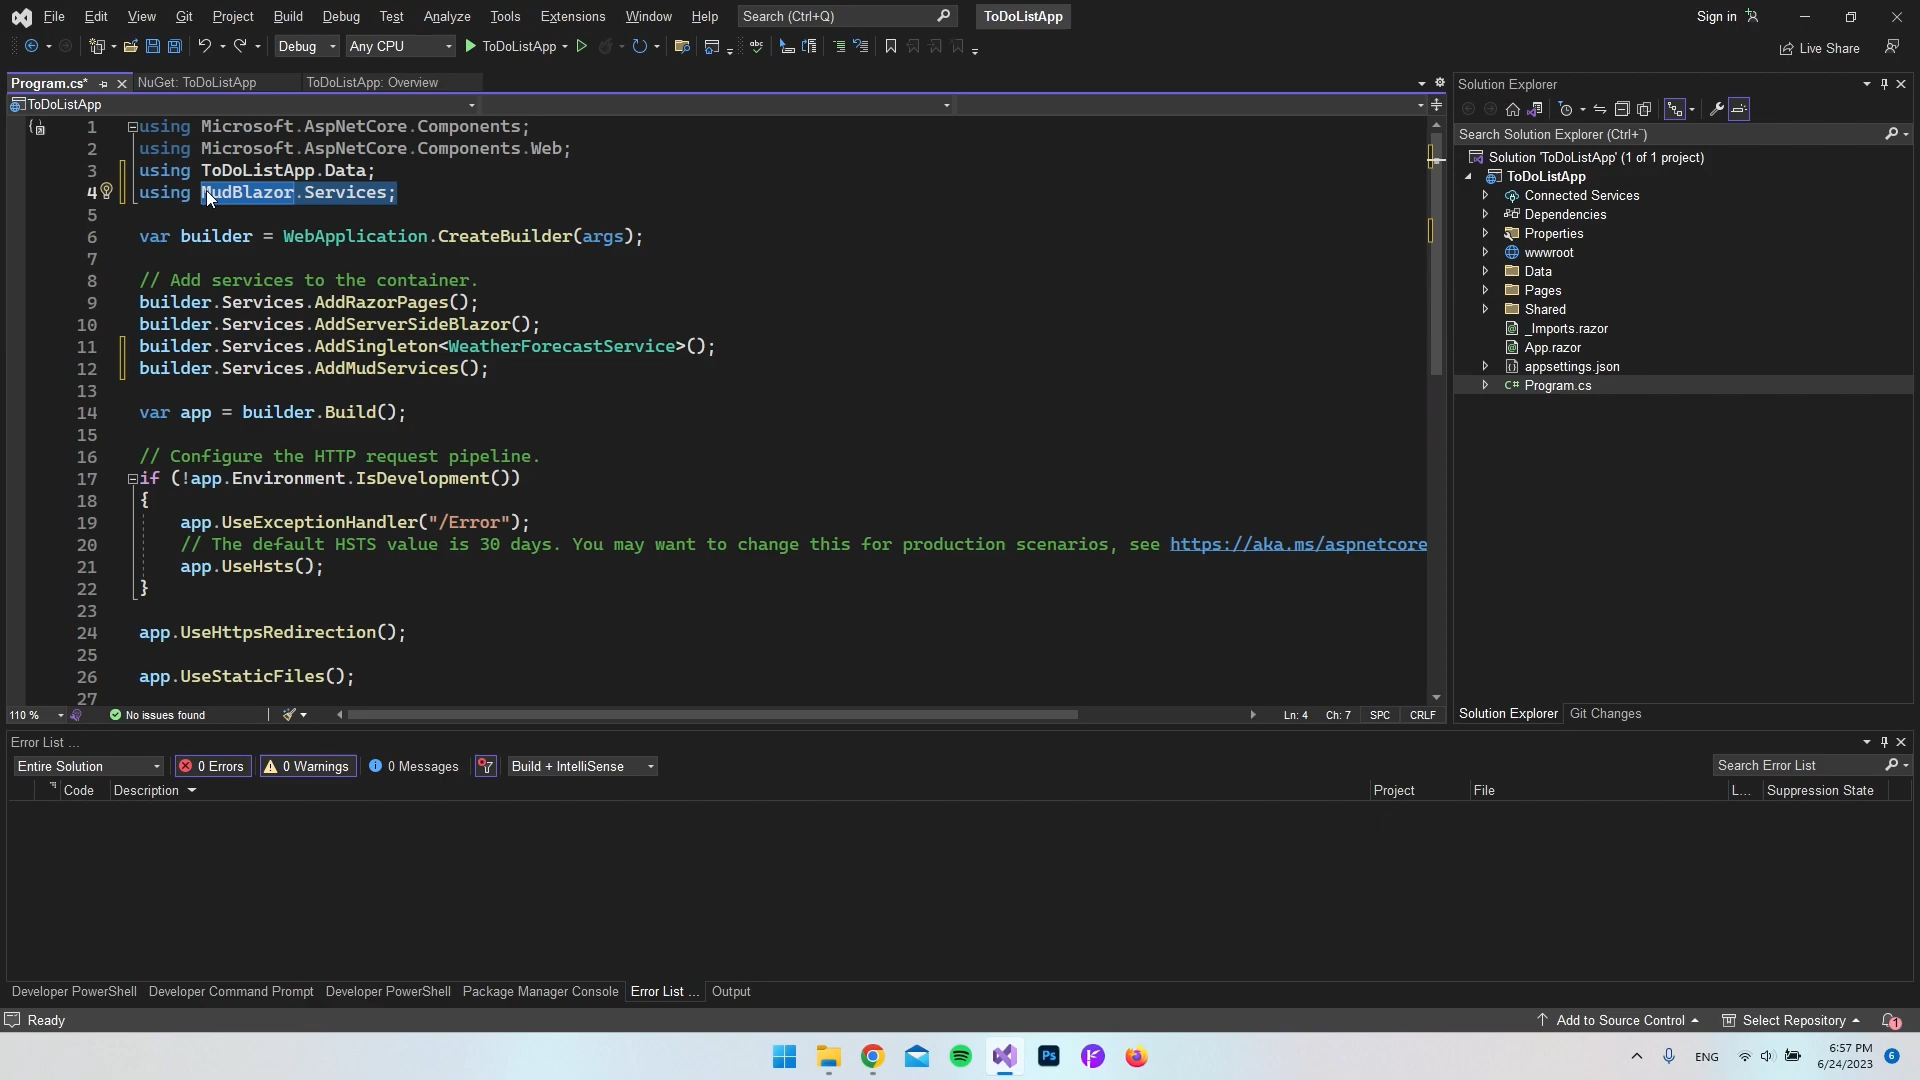 File Edit View Git Project Build Debug Test Analyze Tools Extensions Window Help Search (Ctrl+Q) ToDoListApp Sign in
Debug Any CPU ToDoListApp Live Share
Program.cs* NuGet: ToDoListApp ToDoListApp: Overview
ToDoListApp
1 using Microsoft.AspNetCore.Components;
2 using Microsoft.AspNetCore.Components.Web;
3 using ToDoListApp.Data;
4 using MudBlazor.Services;
5
6 var builder = WebApplication.CreateBuilder(args);
7
8 // Add services to the container.
9 builder.Services.AddRazorPages();
10 builder.Services.AddServerSideBlazor();
11 builder.Services.AddSingleton<WeatherForecastService>();
12 builder.Services.AddMudServices();
13
14 var app = builder.Build();
15
16 // Configure the HTTP request pipeline.
17 if (!app.Environment.IsDevelopment())
18 {
19 app.UseExceptionHandler("/Error");
20 // The default HSTS value is 30 days. You may want to change this for production scenarios, see https://aka.ms/aspnetcore
21 app.UseHsts();
22 }
23
24 app.UseHttpsRedirection();
25
26 app.UseStaticFiles();
27
110 % No issues found Ln: 4 Ch: 7 SPC CRLF
Solution Explorer
Search Solution Explorer (Ctrl+¨)
Solution 'ToDoListApp' (1 of 1 project)
ToDoListApp
Connected Services
Dependencies
Properties
wwwroot
Data
Pages
Shared
_Imports.razor
App.razor
appsettings.json
C# Program.cs
Solution Explorer Git Changes
Error List ...
Entire Solution 0 Errors 0 Warnings 0 Messages Build + IntelliSense Search Error List
Code Description Project File L... Suppression State
Developer PowerShell Developer Command Prompt Developer PowerShell Package Manager Console Error List ... Output
Ready Add to Source Control Select Repository 1
Ps ENG 6:57 PM 6
6/24/2023